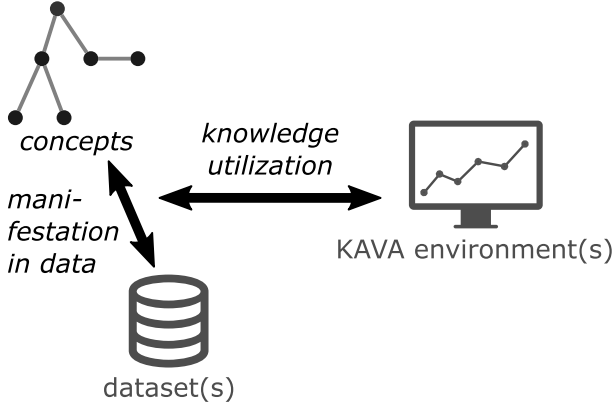 concepts
knowledge
utilization
mani-
festation
in data
KAVA environment(s)
dataset(s)